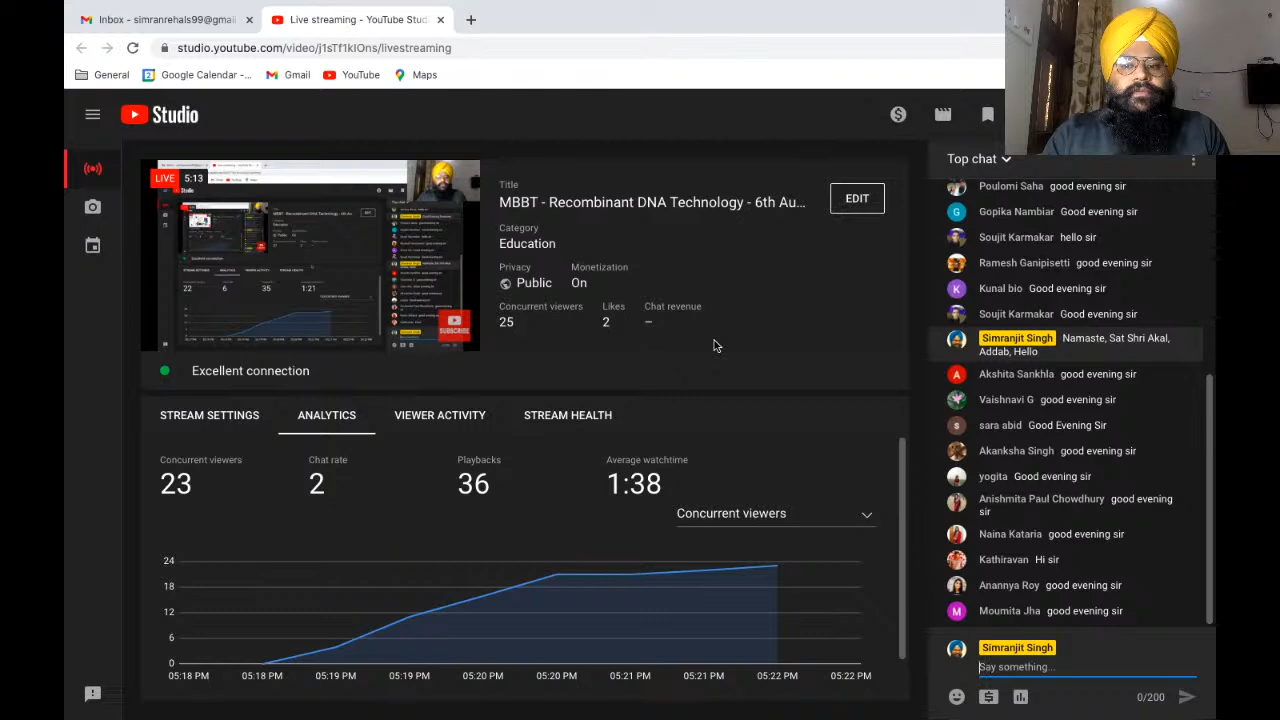 Inbox - simranrehals99@gmail
Live streaming - YouTube Stud
studio.youtube.com/video/j1sTf1kIOns/livestreaming
General
Google Calendar -...
Gmail
YouTube
Maps
Studio
LIVE 5:13
SUBSCRIBE
Title
MBBT - Recombinant DNA Technology - 6th Au...
EDIT
Category
Education
Privacy
Monetization
Public
On
Concurrent viewers
Likes
Chat revenue
25
2
–
Excellent connection
STREAM SETTINGS
ANALYTICS
VIEWER ACTIVITY
STREAM HEALTH
Concurrent viewers
Chat rate
Playbacks
Average watchtime
23
2
36
1:38
Concurrent viewers
24
18
12
6
0
05:18 PM
05:18 PM
05:19 PM
05:19 PM
05:20 PM
05:20 PM
05:21 PM
05:21 PM
05:22 PM
05:22 PM
Top chat
Poulomi Saha good evening sir
G Gopika Nambiar Good evening sir
Soujit Karmakar hello sir
Ramesh Ganipisetti good evening sir
K Kunal bio Good evening sir
Soujit Karmakar Good evening sir
Simranjit Singh Namaste, Sat Shri Akal,
Addab, Hello
A Akshita Sankhla good evening sir
Vaishnavi G good evening sir
s sara abid Good Evening Sir
Akanksha Singh good evening sir
yogita Good evening sir
Anishmita Paul Chowdhury good evening
sir
Naina Kataria good evening sir
Kathiravan Hi sir
Anannya Roy good evening sir
M Moumita Jha good evening sir
Simranjit Singh
Say something...
0/200